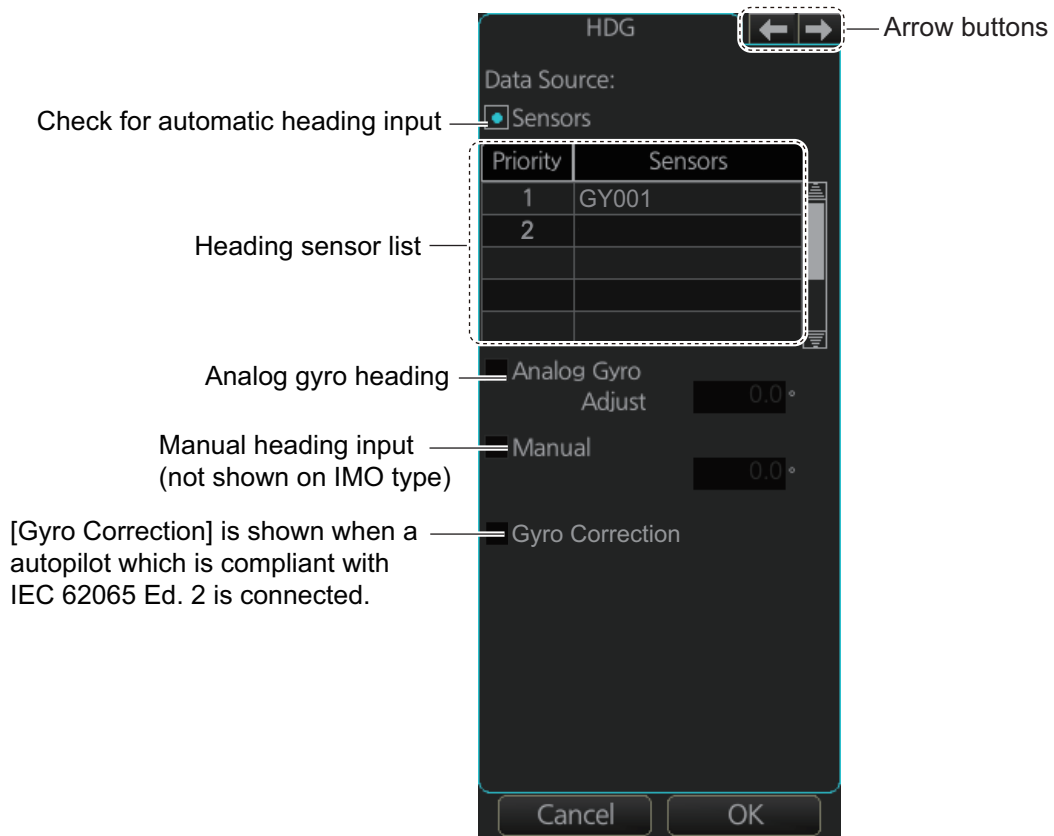 HDG
Arrow buttons
Data Source:
Check for automatic heading input
Sensors
Priority Sensors
1 GY001
2
Heading sensor list
Analog gyro heading
Analog Gyro
Adjust 0.0°
Manual heading input
(not shown on IMO type)
Manual
0.0°
[Gyro Correction] is shown when a
autopilot which is compliant with
IEC 62065 Ed. 2 is connected.
Gyro Correction
Cancel OK